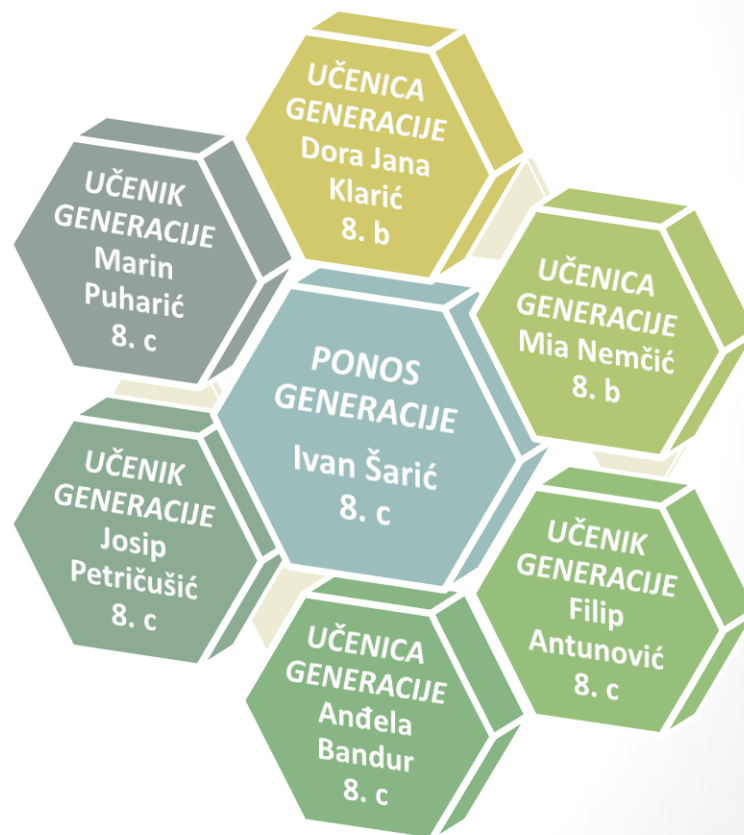 UČENICA
GENERACIJE
Dora Jana
Klarić
8. b
UČENIK
GENERACIJE
Marin
Puharić
8. c
UČENICA
GENERACIJE
Mia Nemčić
8. b
PONOS
GENERACIJE
Ivan Šarić
8. c
UČENIK
GENERACIJE
Josip
Petričušić
8. c
UČENIK
GENERACIJE
Filip
Antunović
8. c
UČENICA
GENERACIJE
Anđela
Bandur
8. c